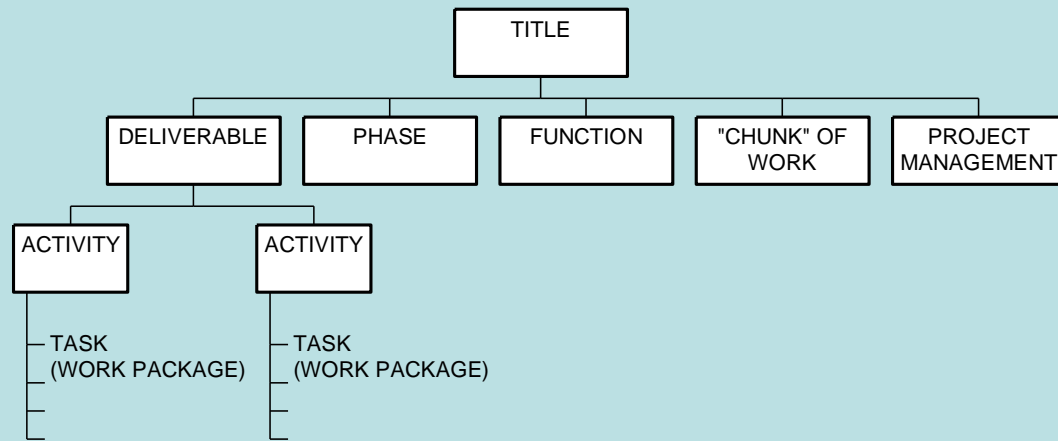 TITLE
DELIVERABLE
PHASE
FUNCTION
"CHUNK" OF
WORK
PROJECT
MANAGEMENT
ACTIVITY
ACTIVITY
TASK
(WORK PACKAGE)
TASK
(WORK PACKAGE)